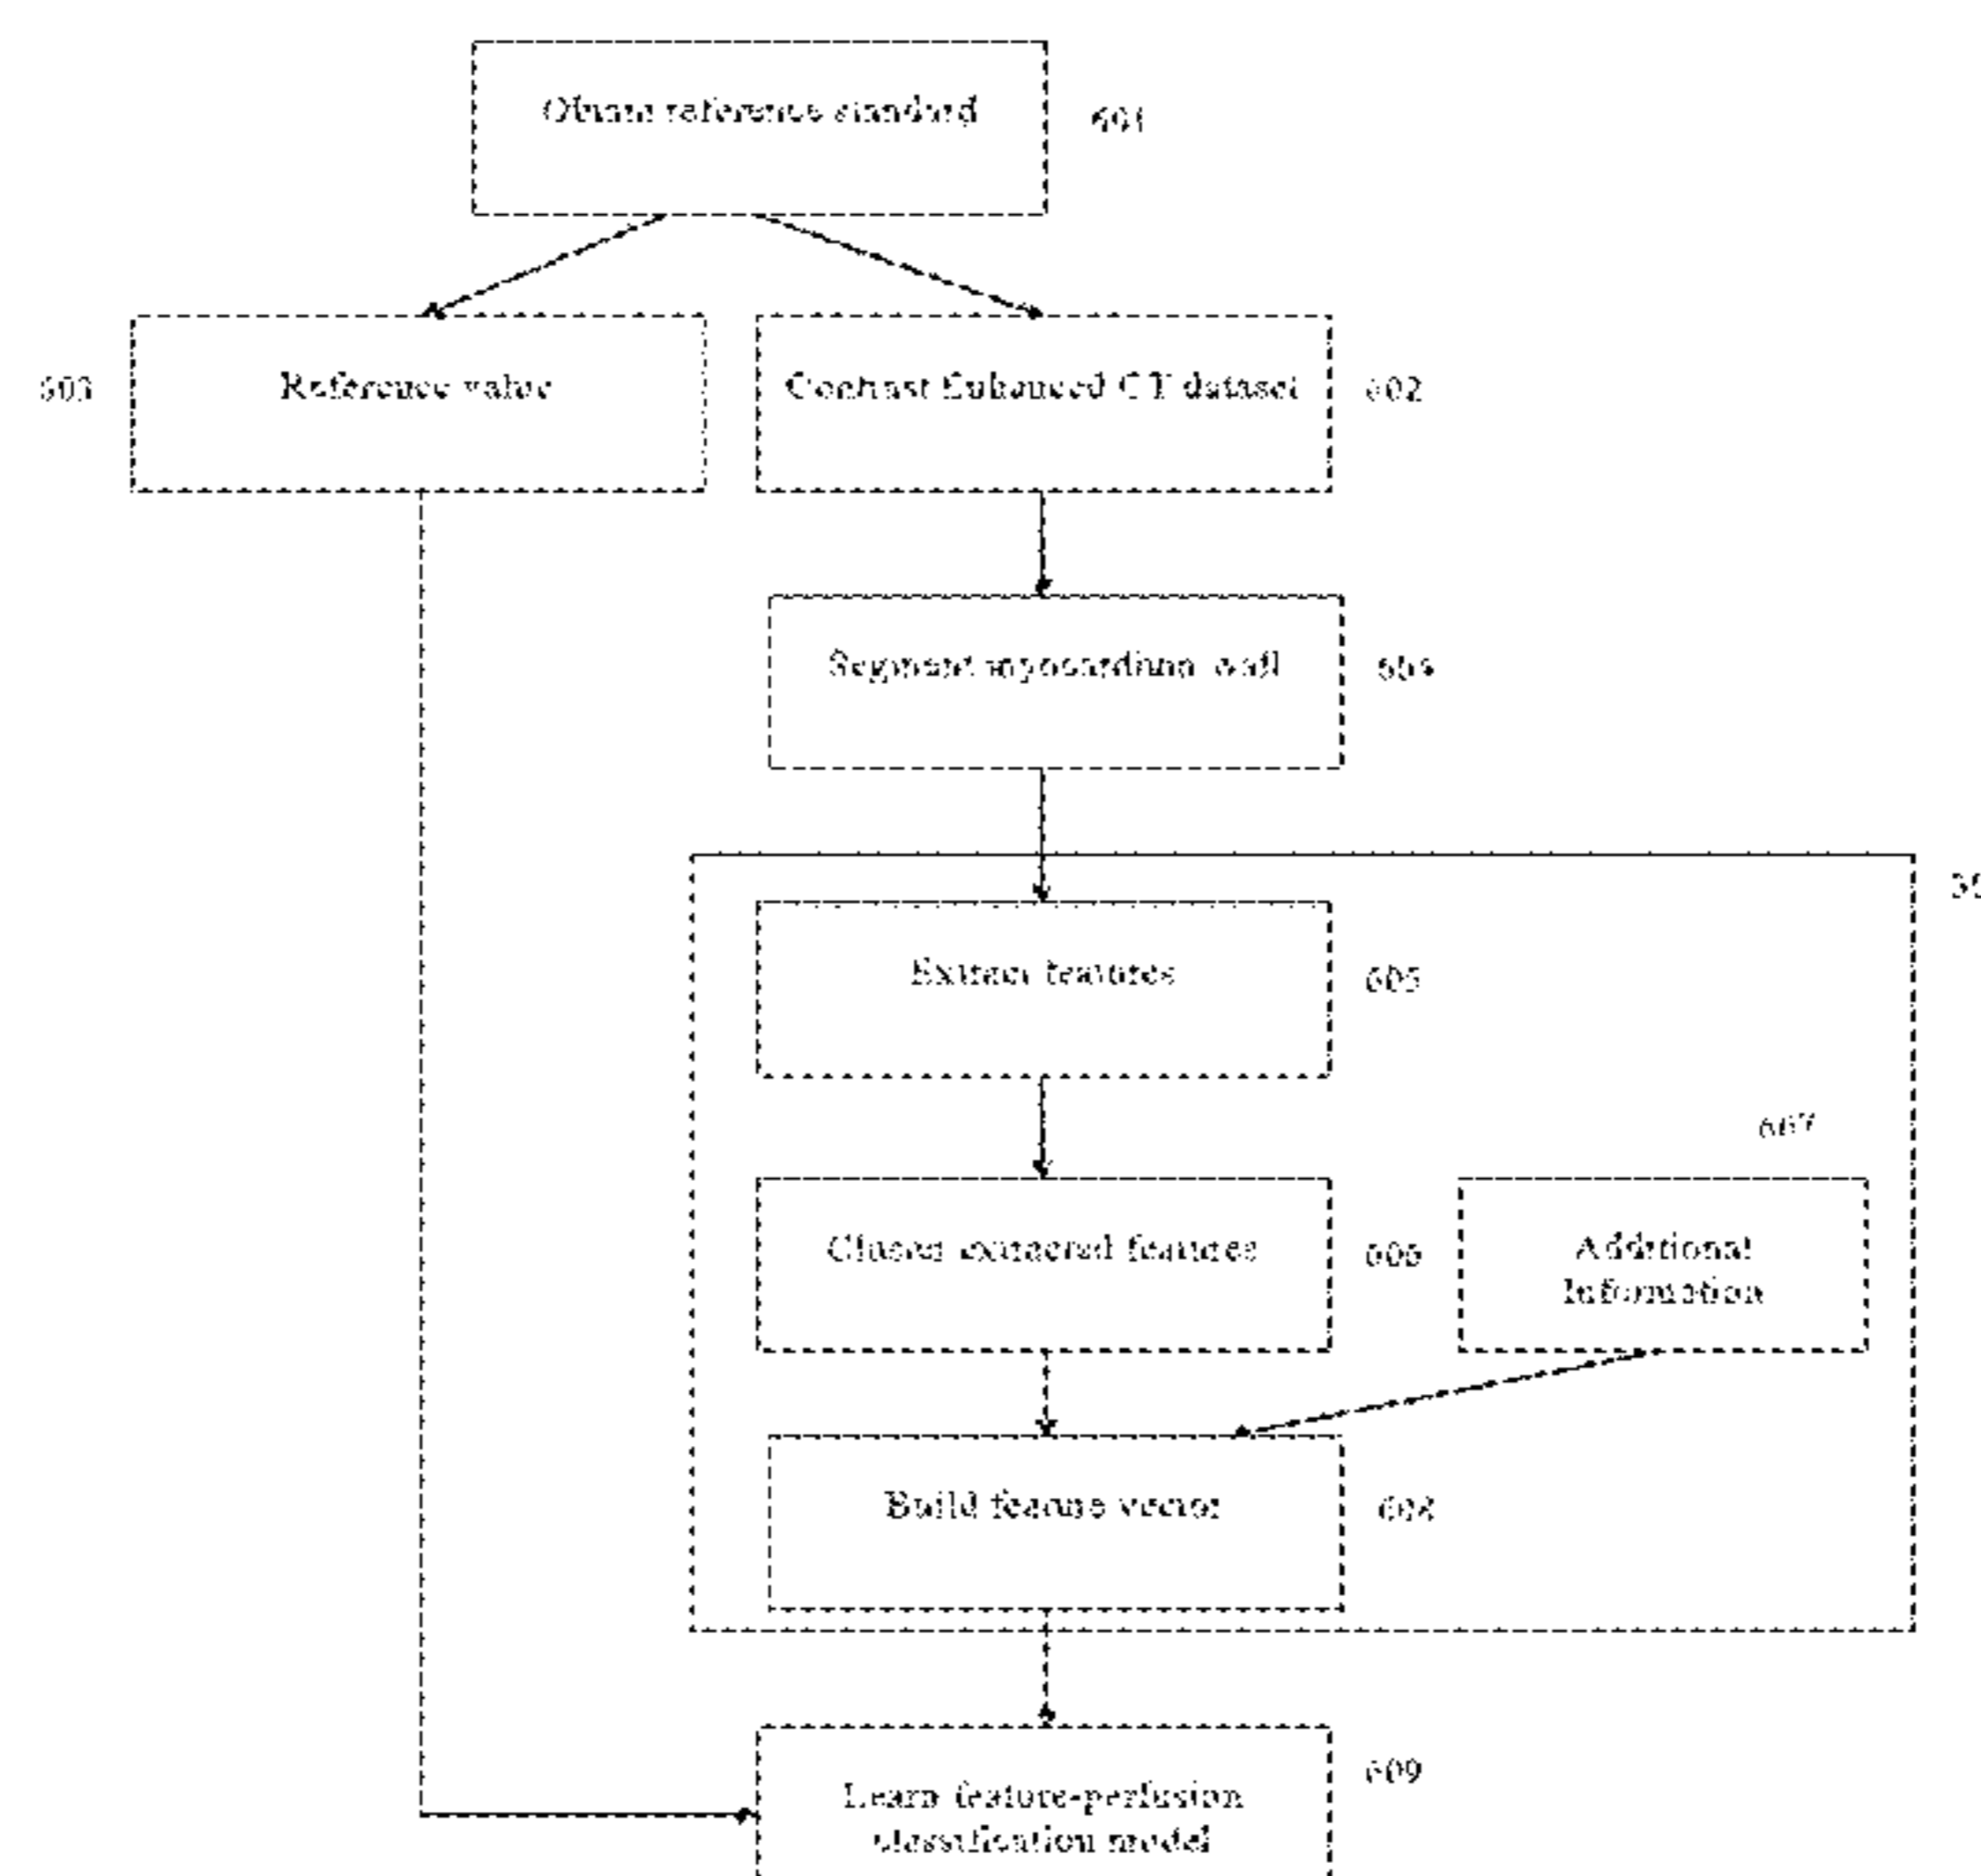 Obtain reference standard
601
Reference value
603
Contrast Enhanced CT dataset
602
Segment myocardium wall
604
Extract features
605
607
Cluster extracted features
606
Additional
Information
Build feature vector
608
Learn feature-perfusion
classification model
609